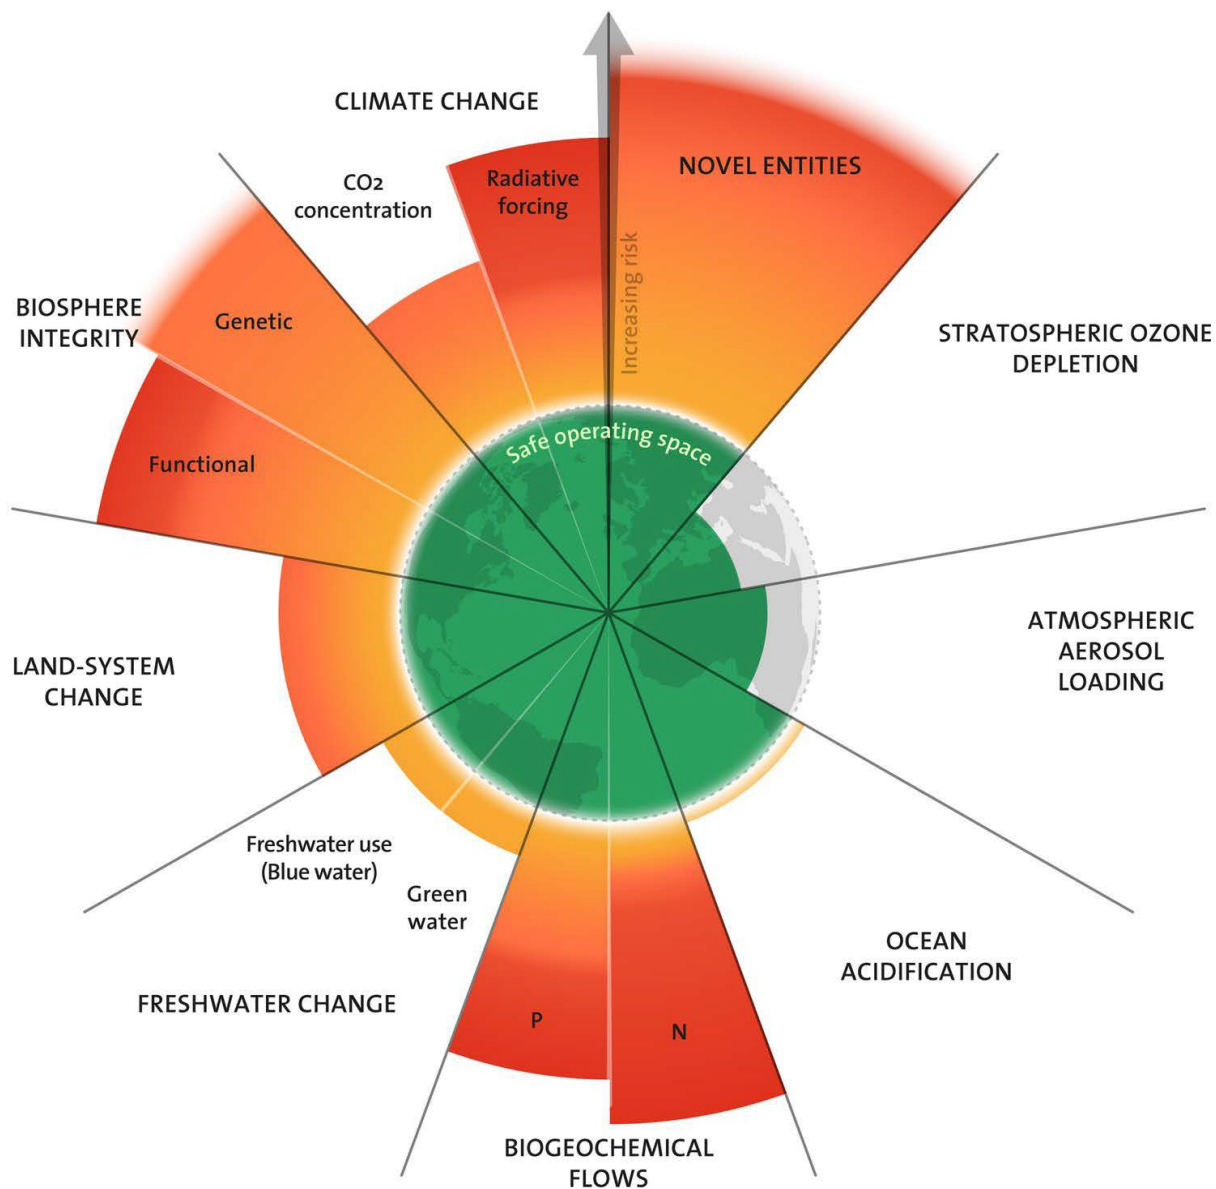 CLIMATE CHANGE
CO2
concentration
Radiative
forcing
NOVEL ENTITIES
Increasing risk
BIOSPHERE
INTEGRITY
Genetic
Functional
STRATOSPHERIC OZONE
DEPLETION
Safe operating space
ATMOSPHERIC
AEROSOL
LOADING
LAND-SYSTEM
CHANGE
Freshwater use
(Blue water)
Green
water
FRESHWATER CHANGE
P
N
OCEAN
ACIDIFICATION
BIOGEOCHEMICAL
FLOWS